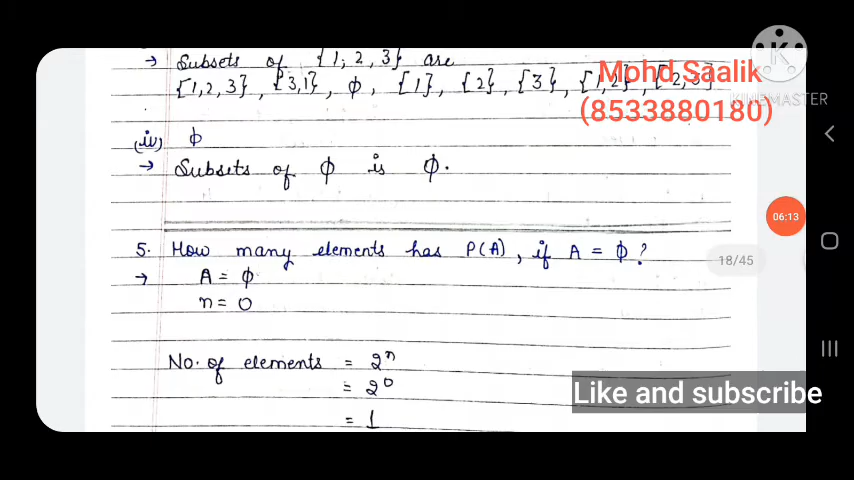 → Subsets of {1, 2, 3} are
{1,2,3}, {3,1}, ϕ, {1}, {2}, {3}, {1,2}, {2,3}
Mohd Saalik
(8533880180)
KINEMASTER
(iv) ϕ
→ Subsets of ϕ is ϕ.
06:13
5. How many elements has P(A), if A = ϕ?
18/45
→ A = ϕ
n = 0
No. of elements = 2ⁿ
= 2⁰
= 1
Like and subscribe